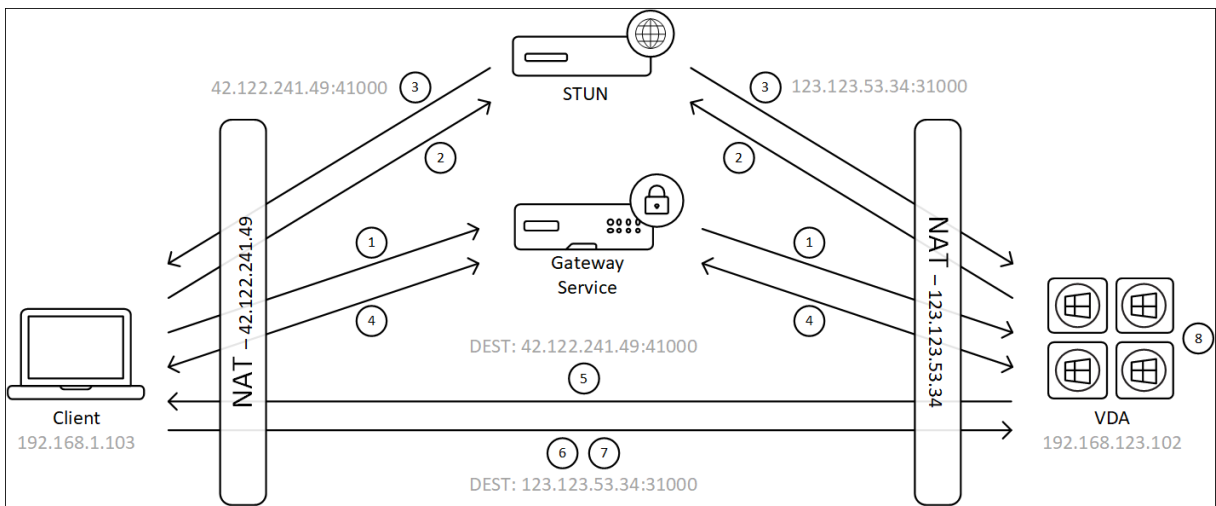 42.122.241.49:41000
3
STUN
3
123.123.53.34:31000
2
2
NAT – 42.122.241.49
NAT – 123.123.53.34
1
1
Gateway
Service
4
4
DEST: 42.122.241.49:41000
8
5
Client
192.168.1.103
VDA
192.168.123.102
6
7
DEST: 123.123.53.34:31000